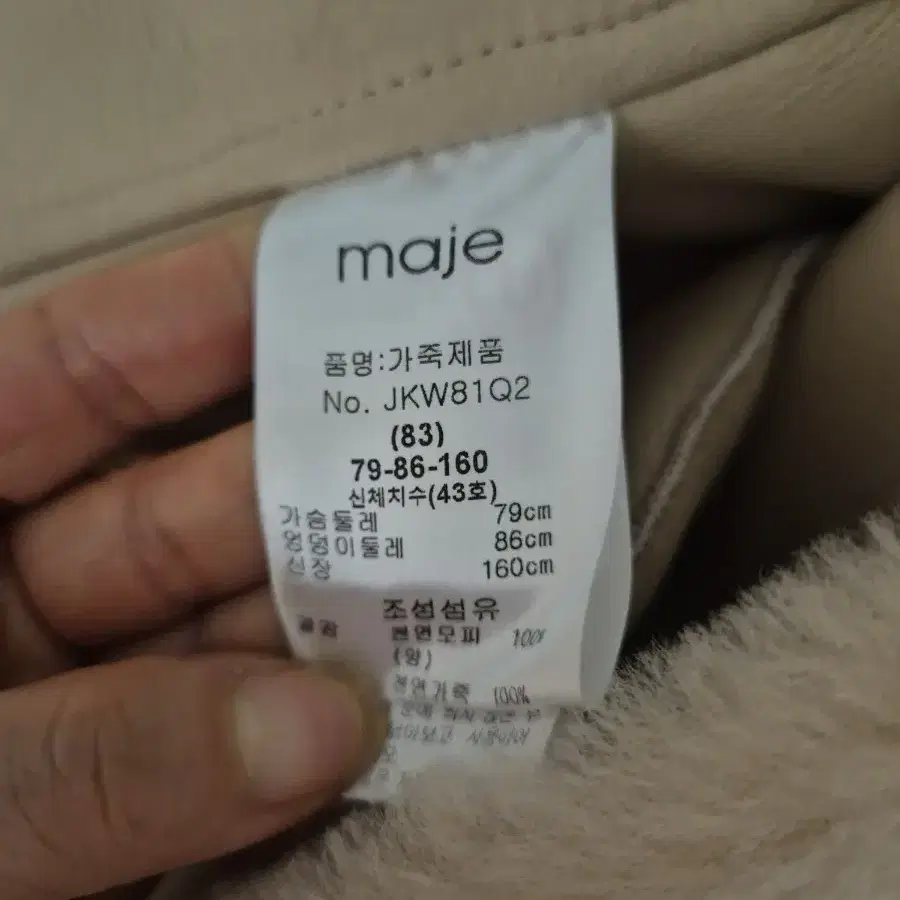 maje
품명:가죽제품
No. JKW81Q2
(83)
79-86-160
신체치수(43호)
가슴둘레 79cm
엉덩이둘레 86cm
신장 160cm
조성섬유
겉감 천연모피
(양)
천연가죽 100%